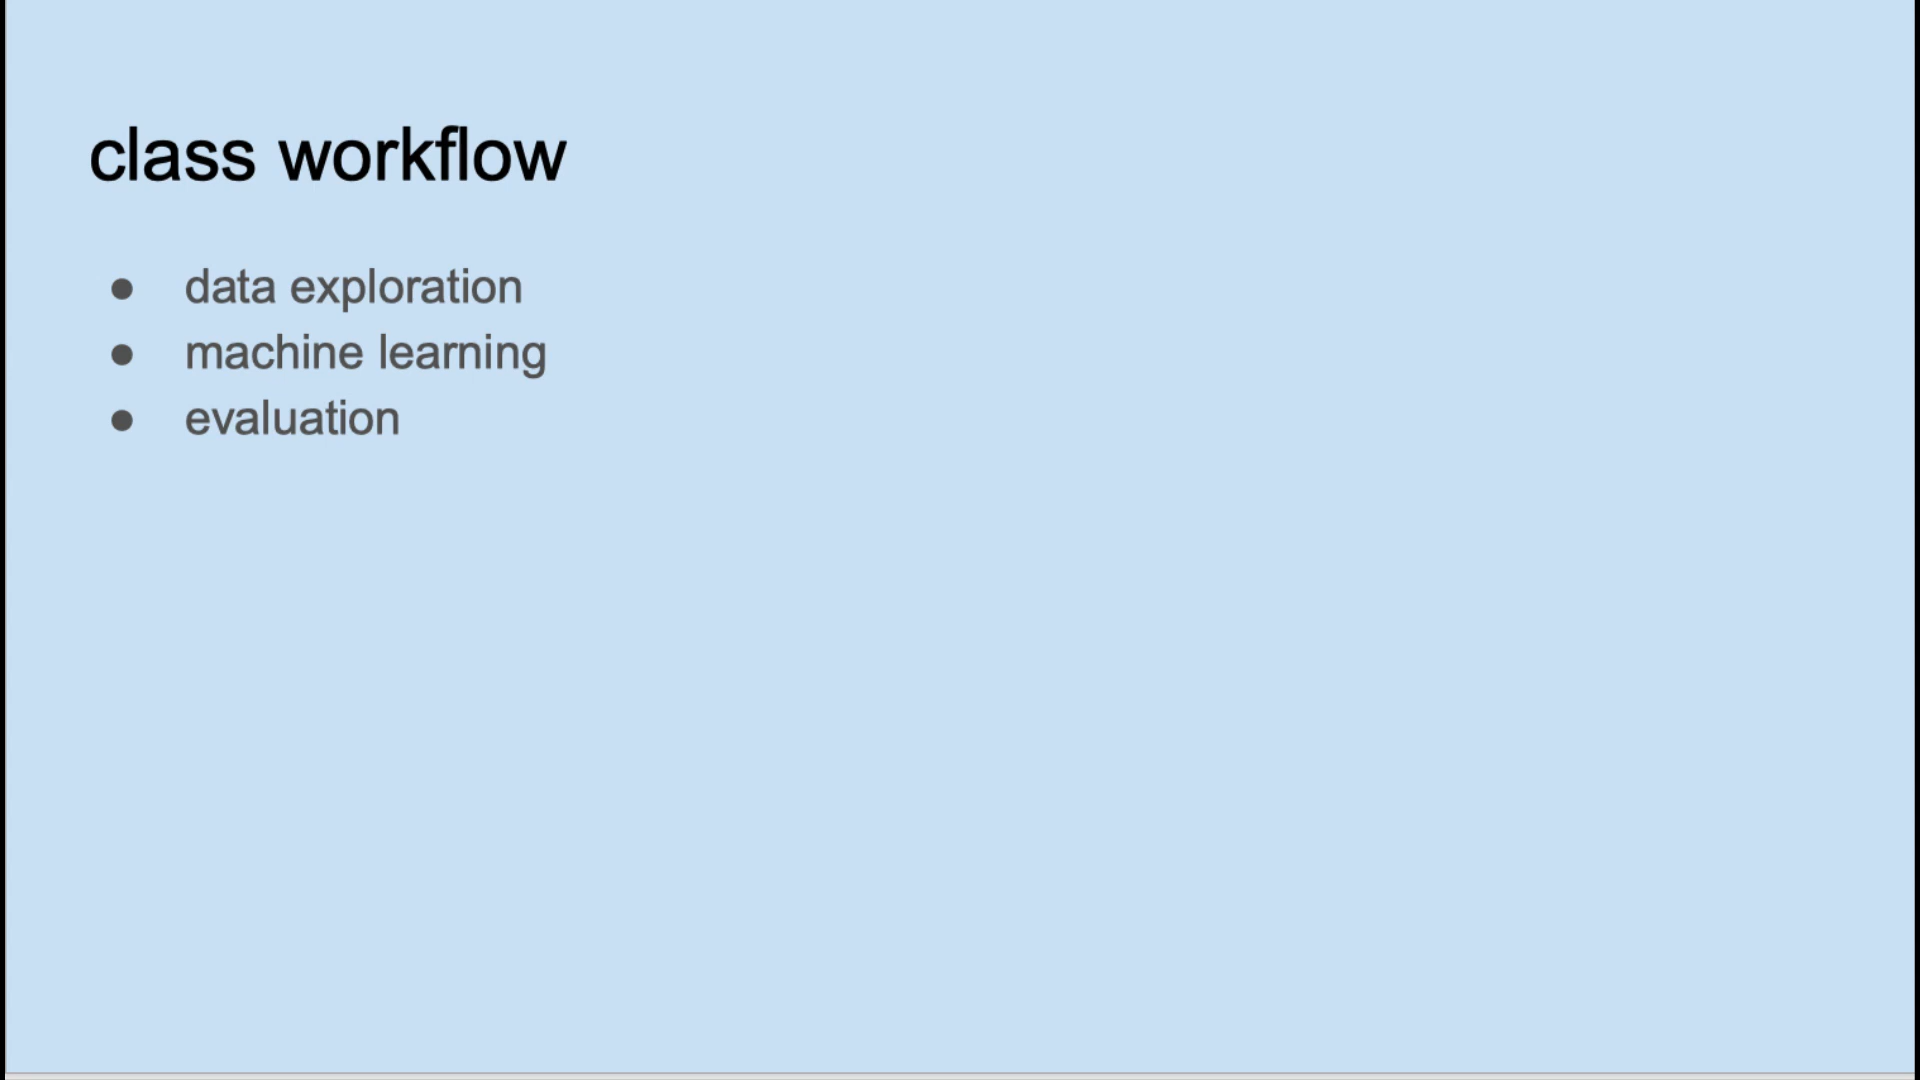 class workflow
● data exploration
● machine learning
● evaluation